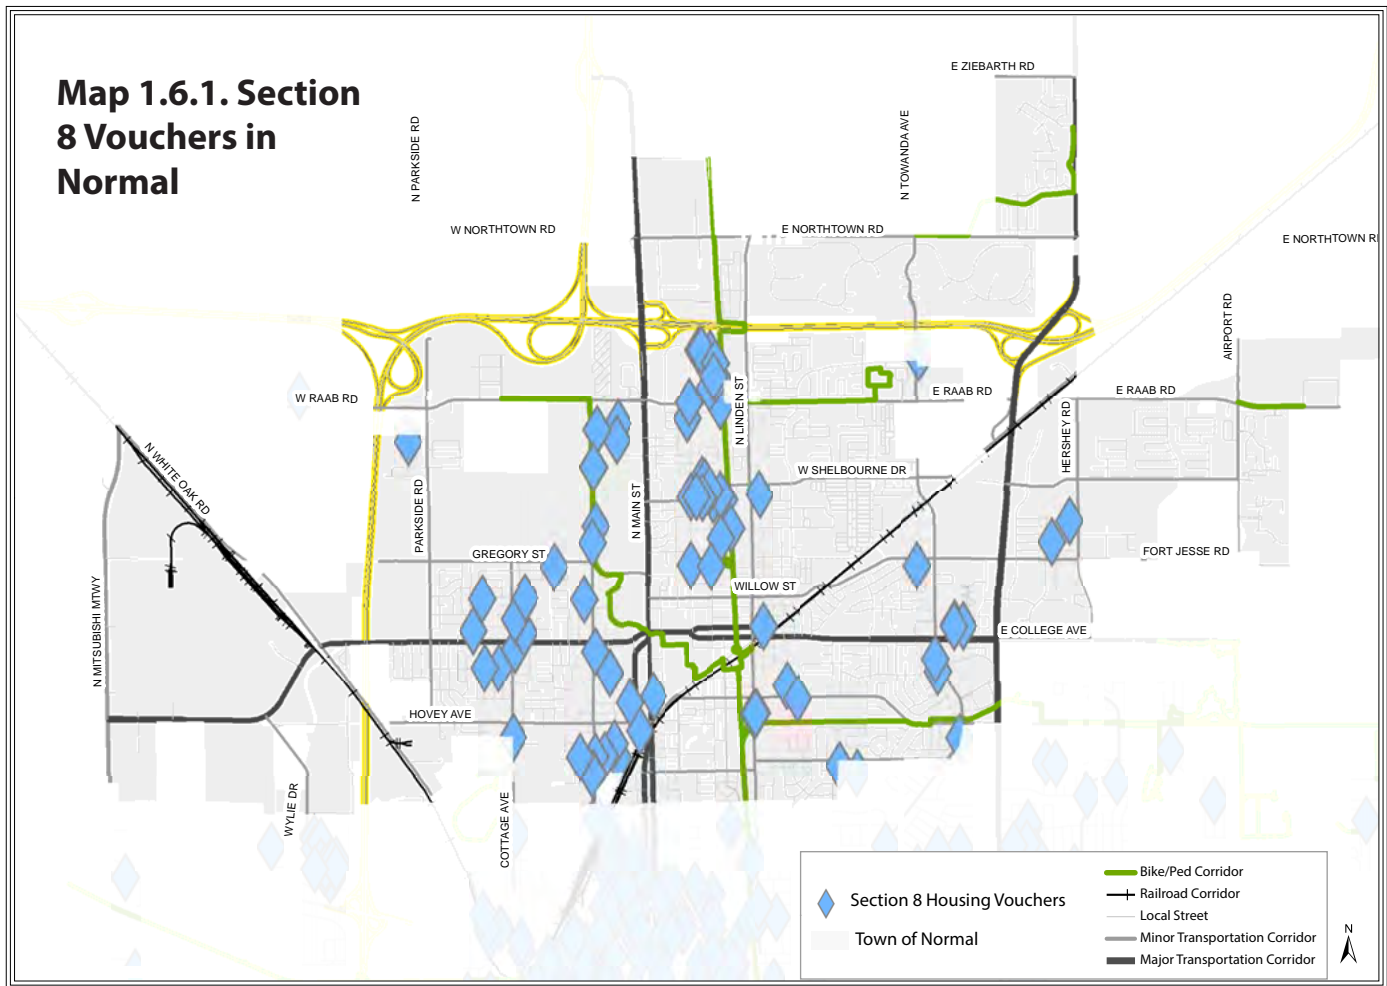 Map 1.6.1. Section
8 Vouchers in
Normal
E ZIEBARTH RD
N PARKSIDE RD
N TOWANDA AVE
W NORTHTOWN RD
E NORTHTOWN RD
E NORTHTOWN R
AIRPORT RD
W RAAB RD
E RAAB RD
E RAAB RD
N LINDEN ST
HERSHEY RD
N WHITE OAK RD
W SHELBOURNE DR
PARKSIDE RD
N MAIN ST
GREGORY ST
FORT JESSE RD
WILLOW ST
N MITSUBISHI MTWY
E COLLEGE AVE
HOVEY AVE
WYLIE DR
COTTAGE AVE
Section 8 Housing Vouchers
Town of Normal
Bike/Ped Corridor
Railroad Corridor
Local Street
Minor Transportation Corridor
Major Transportation Corridor
N